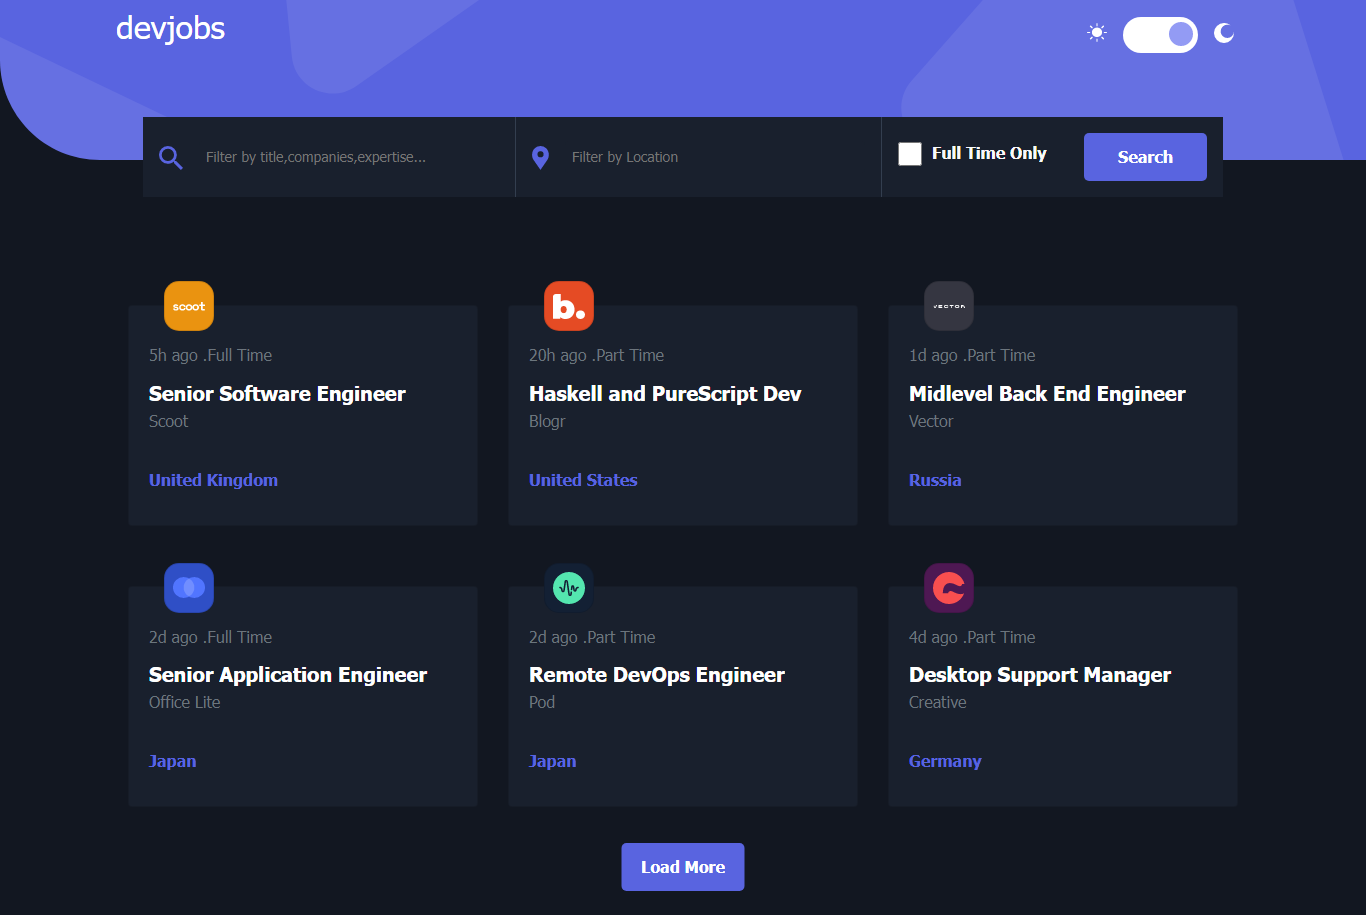 devjobs
Filter by title,companies,expertise...
Filter by Location
Full Time Only
Search
scoot
5h ago .Full Time
Senior Software Engineer
Scoot
United Kingdom
b.
20h ago .Part Time
Haskell and PureScript Dev
Blogr
United States
VECTOR
1d ago .Part Time
Midlevel Back End Engineer
Vector
Russia
2d ago .Full Time
Senior Application Engineer
Office Lite
Japan
2d ago .Part Time
Remote DevOps Engineer
Pod
Japan
4d ago .Part Time
Desktop Support Manager
Creative
Germany
Load More